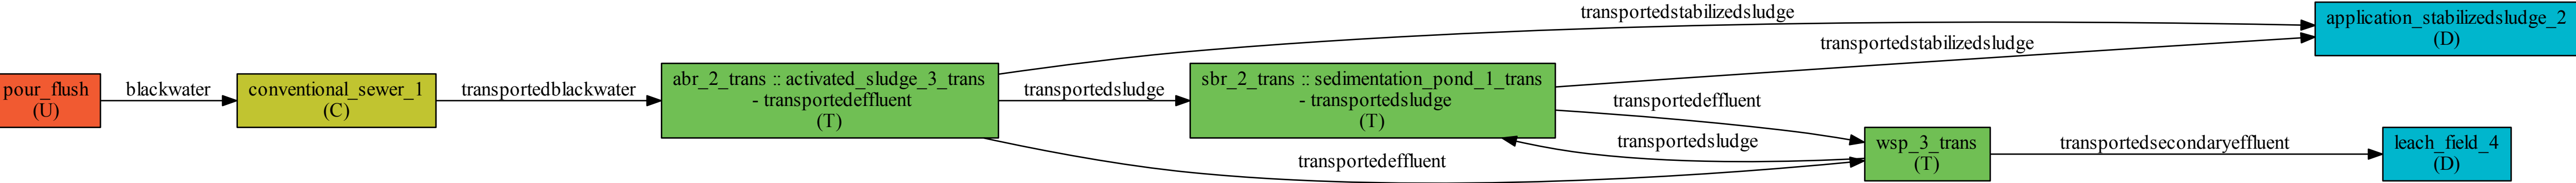 pour_flush
(U)
blackwater
conventional_sewer_1
(C)
transportedblackwater
abr_2_trans :: activated_sludge_3_trans
- transportedeffluent
(T)
transportedstabilizedsludge
transportedsludge
transportedeffluent
sbr_2_trans :: sedimentation_pond_1_trans
- transportedsludge
(T)
transportedstabilizedsludge
transportedeffluent
transportedsludge
wsp_3_trans
(T)
transportedsecondaryeffluent
application_stabilizedsludge_2
(D)
leach_field_4
(D)